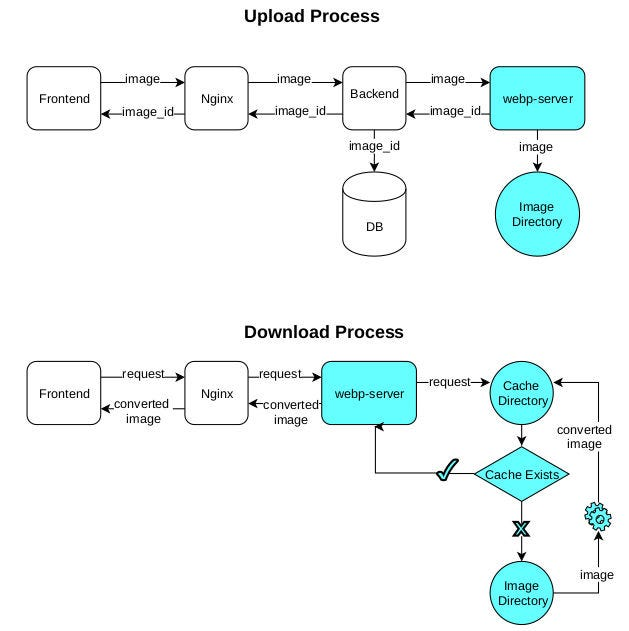 Upload Process
Frontend
image
image_id
Nginx
image
image_id
Backend
image
image_id
webp-server
image_id
DB
image
Image
Directory
Download Process
Frontend
request
converted
image
Nginx
request
converted
image
webp-server
request
Cache
Directory
Cache Exists
converted
image
Image
Directory
image